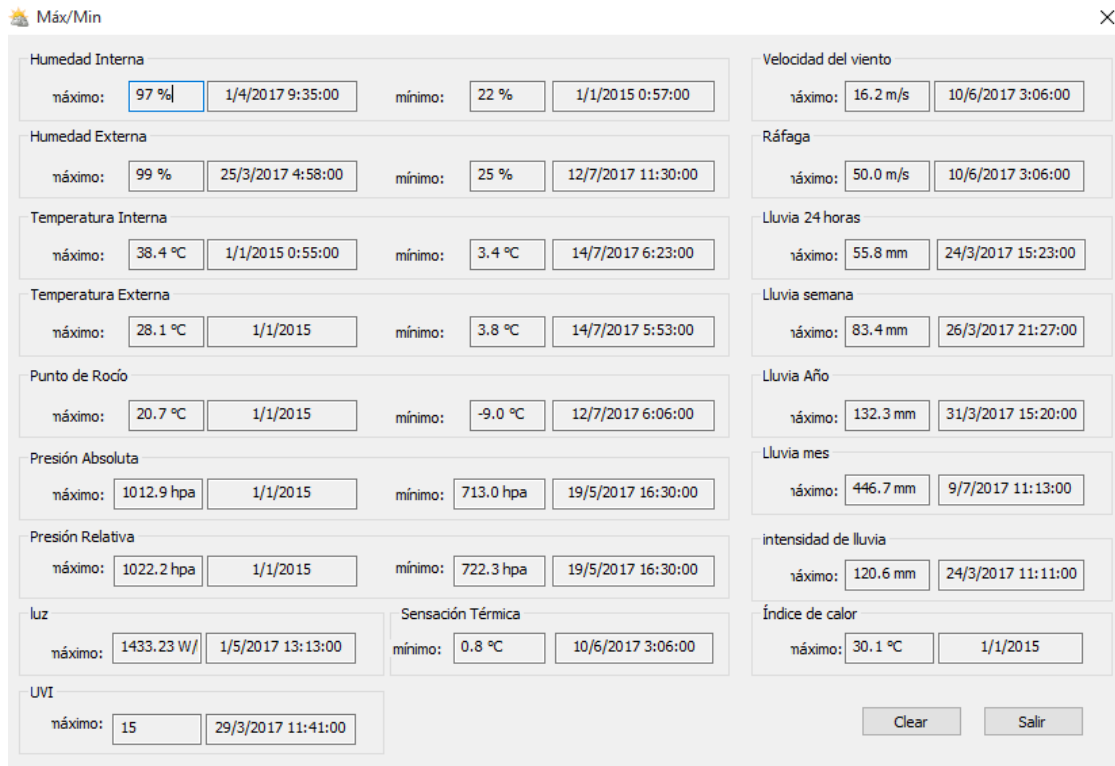 Máx/Min
Humedad Interna
máximo: 97 % 1/4/2017 9:35:00 mínimo: 22 % 1/1/2015 0:57:00
Humedad Externa
máximo: 99 % 25/3/2017 4:58:00 mínimo: 25 % 12/7/2017 11:30:00
Temperatura Interna
máximo: 38.4 ºC 1/1/2015 0:55:00 mínimo: 3.4 ºC 14/7/2017 6:23:00
Temperatura Externa
máximo: 28.1 ºC 1/1/2015 mínimo: 3.8 ºC 14/7/2017 5:53:00
Punto de Rocío
máximo: 20.7 ºC 1/1/2015 mínimo: -9.0 ºC 12/7/2017 6:06:00
Presión Absoluta
máximo: 1012.9 hpa 1/1/2015 mínimo: 713.0 hpa 19/5/2017 16:30:00
Presión Relativa
máximo: 1022.2 hpa 1/1/2015 mínimo: 722.3 hpa 19/5/2017 16:30:00
luz
máximo: 1433.23 W/ 1/5/2017 13:13:00
Sensación Térmica
mínimo: 0.8 ºC 10/6/2017 3:06:00
UVI
máximo: 15 29/3/2017 11:41:00
Velocidad del viento
máximo: 16.2 m/s 10/6/2017 3:06:00
Ráfaga
máximo: 50.0 m/s 10/6/2017 3:06:00
Lluvia 24 horas
máximo: 55.8 mm 24/3/2017 15:23:00
Lluvia semana
máximo: 83.4 mm 26/3/2017 21:27:00
Lluvia Año
máximo: 132.3 mm 31/3/2017 15:20:00
Lluvia mes
máximo: 446.7 mm 9/7/2017 11:13:00
intensidad de lluvia
máximo: 120.6 mm 24/3/2017 11:11:00
Índice de calor
máximo: 30.1 ºC 1/1/2015
Clear Salir